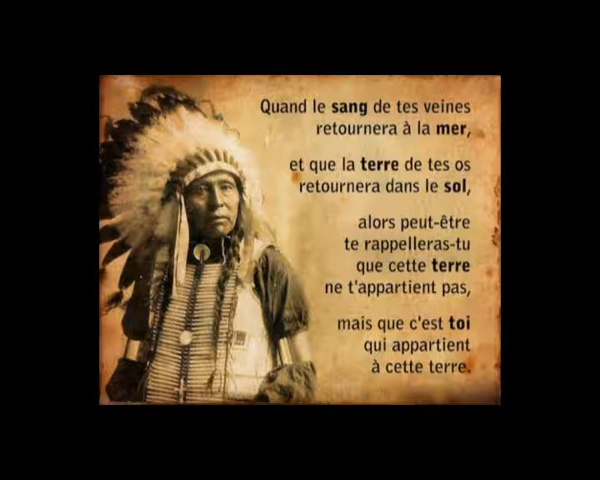 Quand le sang de tes veines
retournera à la mer,
et que la terre de tes os
retournera dans le sol,
alors peut-être
te rappelleras-tu
que cette terre
ne t'appartient pas,
mais que c'est toi
qui appartient
à cette terre.